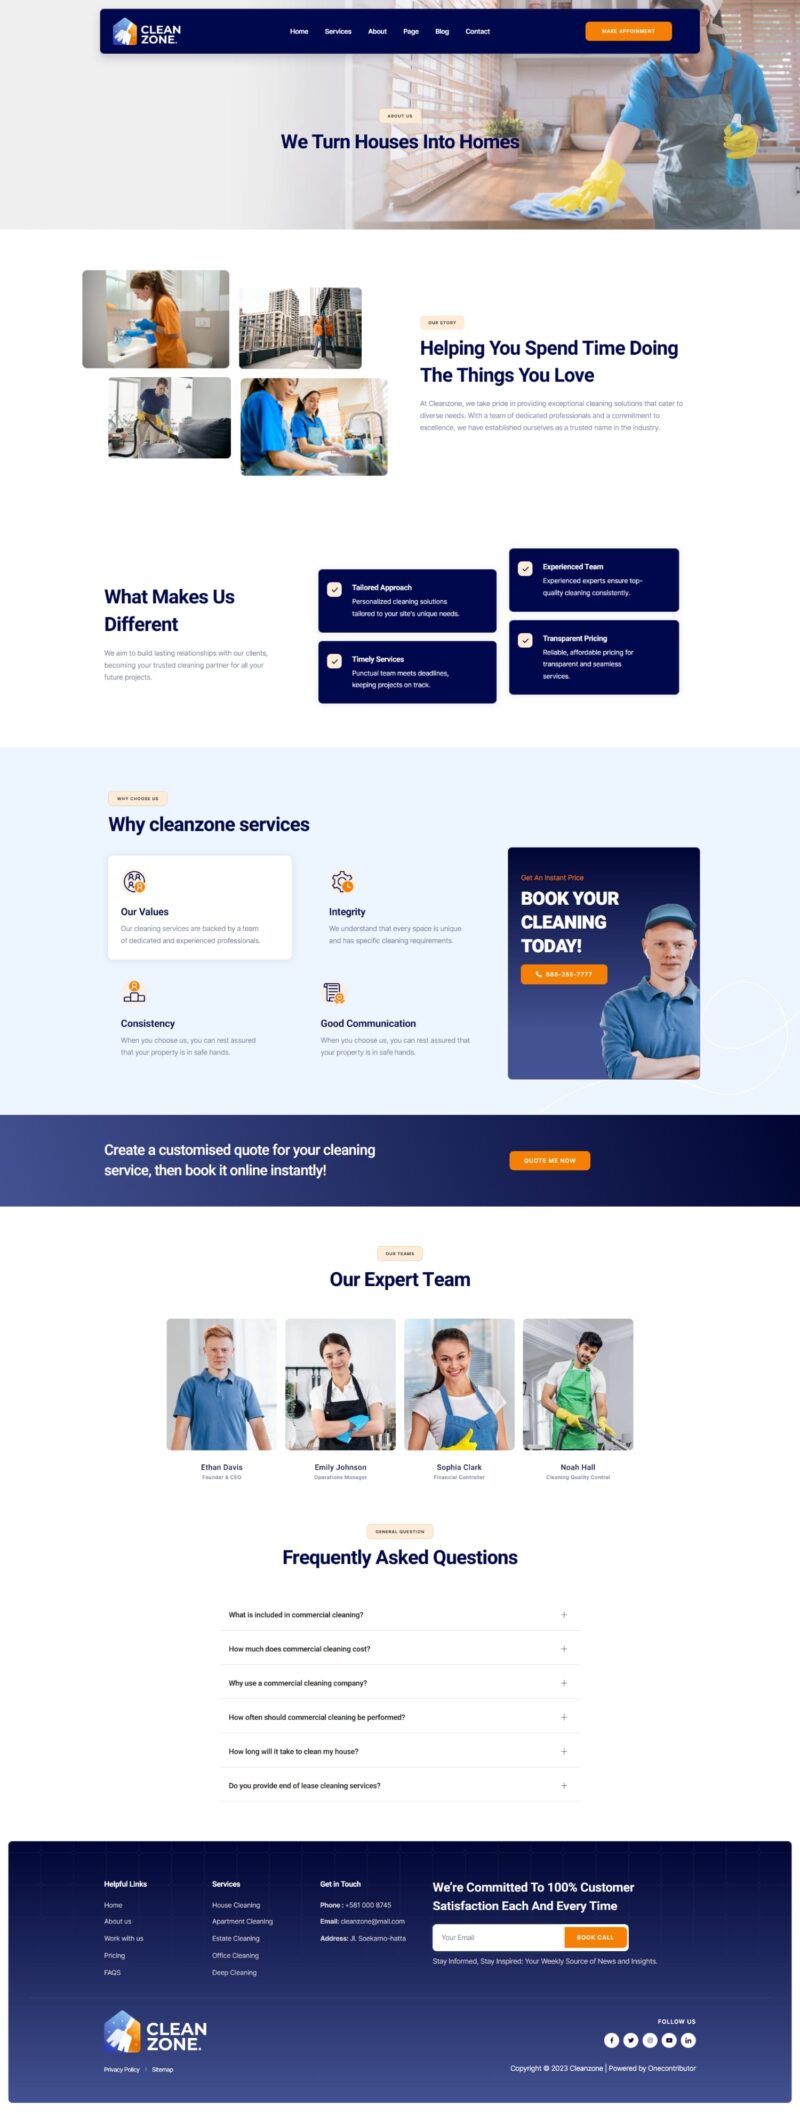 CLEAN
ZONE.
Home
Services
About
Page
Blog
Contact
MAKE APPOINMENT
ABOUT US
We Turn Houses Into Homes
OUR STORY
Helping You Spend Time Doing
The Things You Love
At Cleanzone, we take pride in providing exceptional cleaning solutions that cater to
diverse needs. With a team of dedicated professionals and a commitment to
excellence, we have established ourselves as a trusted name in the industry.
What Makes Us
Different
We aim to build lasting relationships with our clients,
becoming your trusted cleaning partner for all your
future projects.
Tailored Approach
Personalized cleaning solutions
tailored to your site's unique needs.
Timely Services
Punctual team meets deadlines,
keeping projects on track.
Experienced Team
Experienced experts ensure top-
quality cleaning consistently.
Transparent Pricing
Reliable, affordable pricing for
transparent and seamless
services.
WHY CHOOSE US
Why cleanzone services
Our Values
Our cleaning services are backed by a team
of dedicated and experienced professionals.
Integrity
We understand that every space is unique
and has specific cleaning requirements.
Consistency
When you choose us, you can rest assured
that your property is in safe hands.
Good Communication
When you choose us, you can rest assured that
your property is in safe hands.
Get An Instant Price
BOOK YOUR
CLEANING
TODAY!
888-255-7777
Create a customised quote for your cleaning
service, then book it online instantly!
QUOTE ME NOW
OUR TEAMS
Our Expert Team
Ethan Davis
Founder & CEO
Emily Johnson
Operations Manager
Sophia Clark
Financial Controller
Noah Hall
Cleaning Quality Control
GENERAL QUESTION
Frequently Asked Questions
What is included in commercial cleaning?
How much does commercial cleaning cost?
Why use a commercial cleaning company?
How often should commercial cleaning be performed?
How long will it take to clean my house?
Do you provide end of lease cleaning services?
Helpful Links
Home
About us
Work with us
Pricing
FAQS
Services
House Cleaning
Apartment Cleaning
Estate Cleaning
Office Cleaning
Deep Cleaning
Get in Touch
Phone : +581 000 8745
Email: cleanzone@mail.com
Address: Jl. Soekarno-hatta
We're Committed To 100% Customer
Satisfaction Each And Every Time
Your Email
BOOK CALL
Stay Informed, Stay Inspired: Your Weekly Source of News and Insights.
CLEAN
ZONE.
FOLLOW US
Privacy Policy
Sitemap
Copyright © 2023 Cleanzone | Powered by Onecontributor